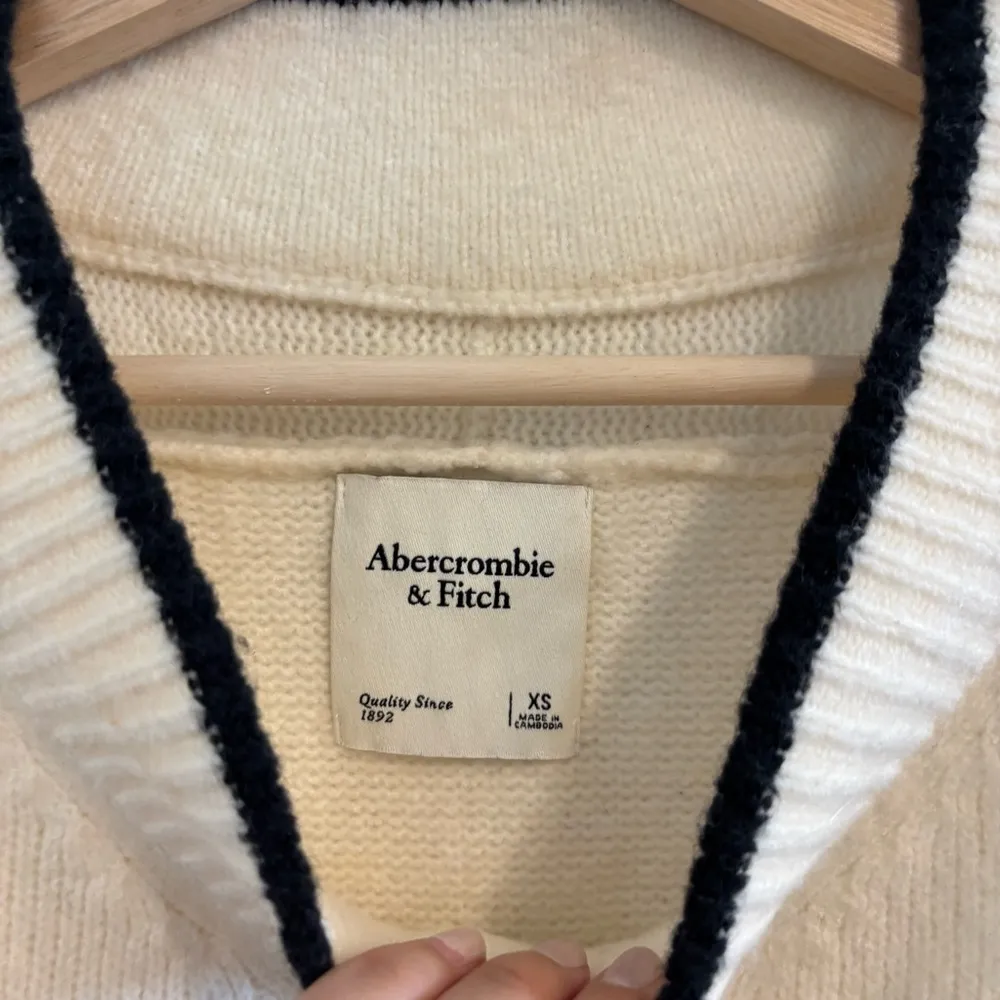 Abercrombie
& Fitch
Quality Since
1892
XS
MADE IN
CAMBODIA